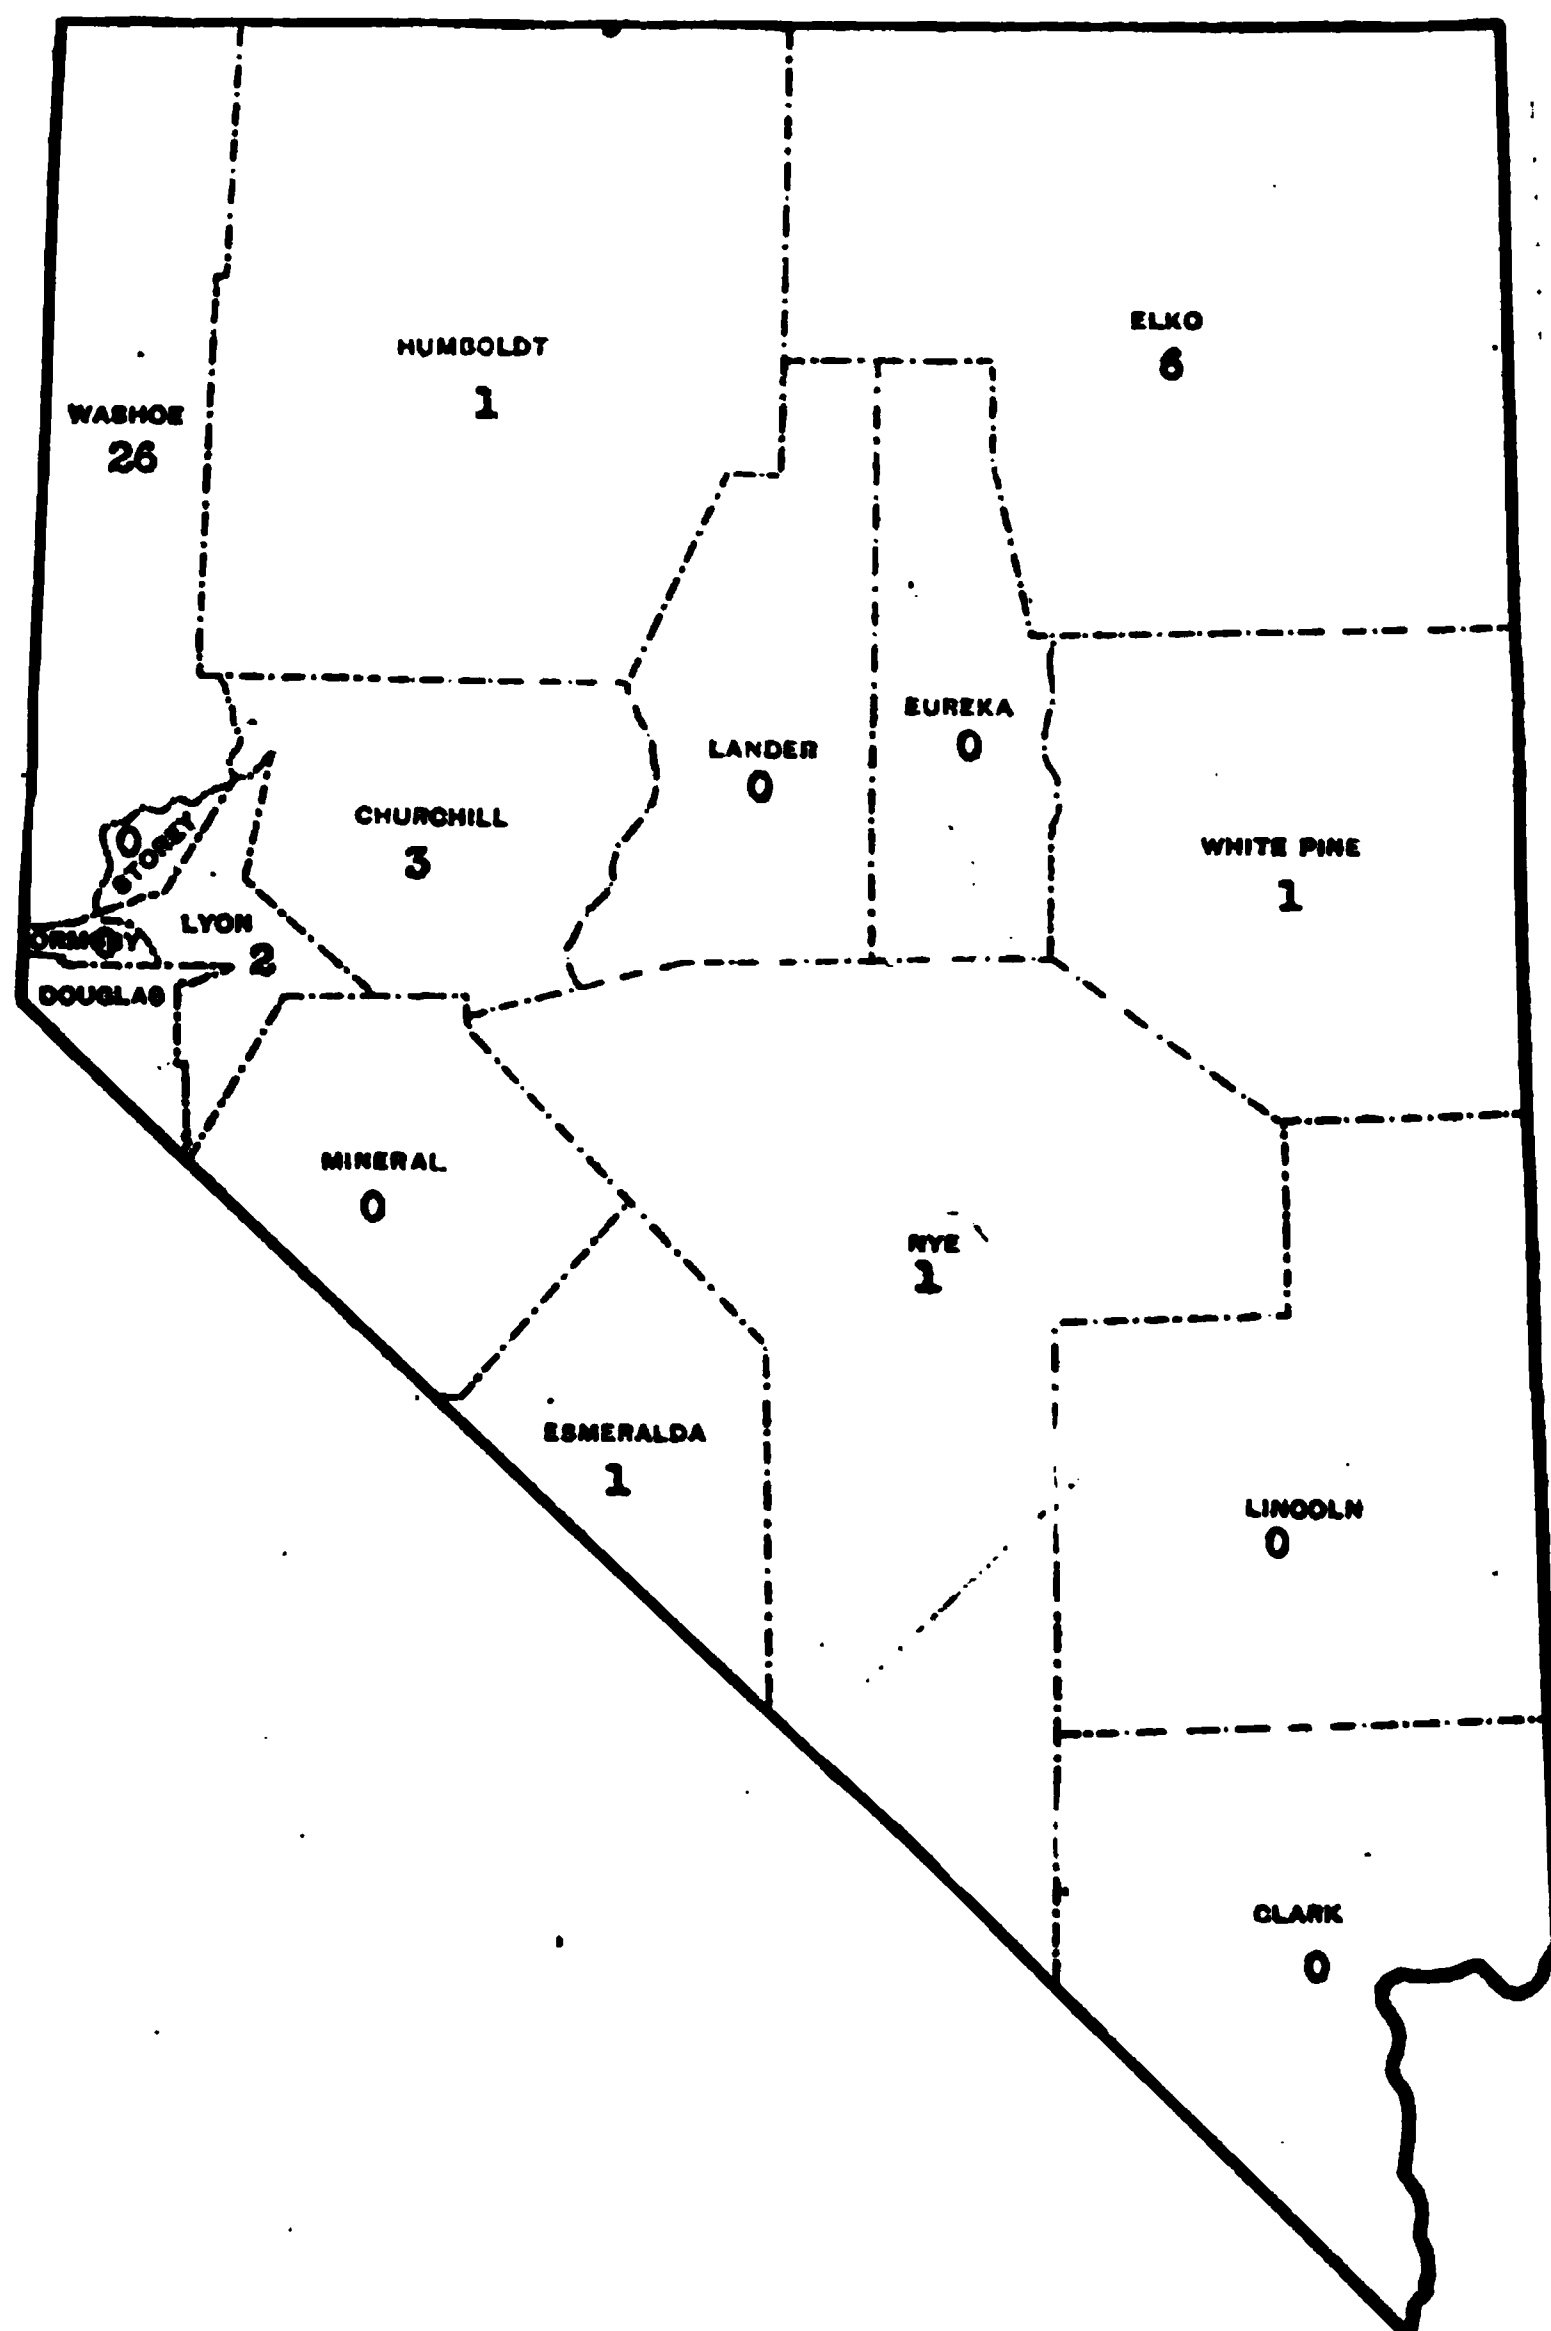 ELKO
6
HUMBOLDT
1
WASHOE
26
EUREKA
0
LANDER
0
CHURCHILL
3
0
STOREY
WHITE PINE
1
LYON
2
ORMSBY
DOUGLAS
MINERAL
0
NYE
1
ESMERALDA
1
LINCOLN
0
CLARK
0